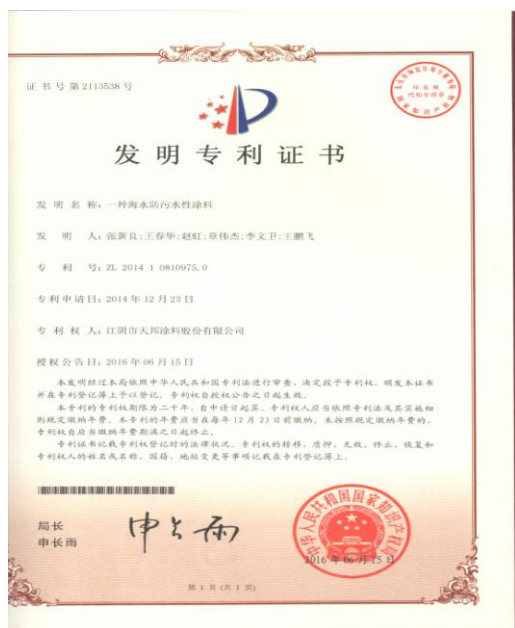 证书号第2113538号
发明专利证书
发 明 名 称：一种海水防污水性涂料
发 明 人：张新良;王春华;赵虹;章伟杰;李文卫;王鹏飞
专 利 号：ZL 2014 1 0810975.0
专利申请日：2014年12月23日
专 利 权 人：江阴市天邦涂料股份有限公司
授权公告日：2016年06月15日
本发明经过本局依照中华人民共和国专利法进行审查，决定授予专利权，颁发本证书
并在专利登记簿上予以登记。专利权自授权公告之日起生效。
本专利的专利权期限为二十年，自申请日起算。专利权人应当依照专利法及其实施细
则规定缴纳年费。本专利的年费应当在每年12月23日前缴纳。未按照规定缴纳年费的，
专利权自应当缴纳年费期满之日起终止。
专利证书记载专利权登记时的法律状况。专利权的转移、质押、无效、终止、恢复和
专利权人的姓名或名称、国籍、地址变更等事项记载在专利登记簿上。
局长
申长雨
申长雨
中华人民共和国国家知识产权局
2016年06月15日
第 1 页 (共 1 页)